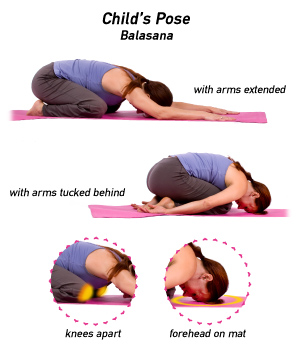 Child's Pose
Balasana
with arms extended
with arms tucked behind
knees apart
forehead on mat